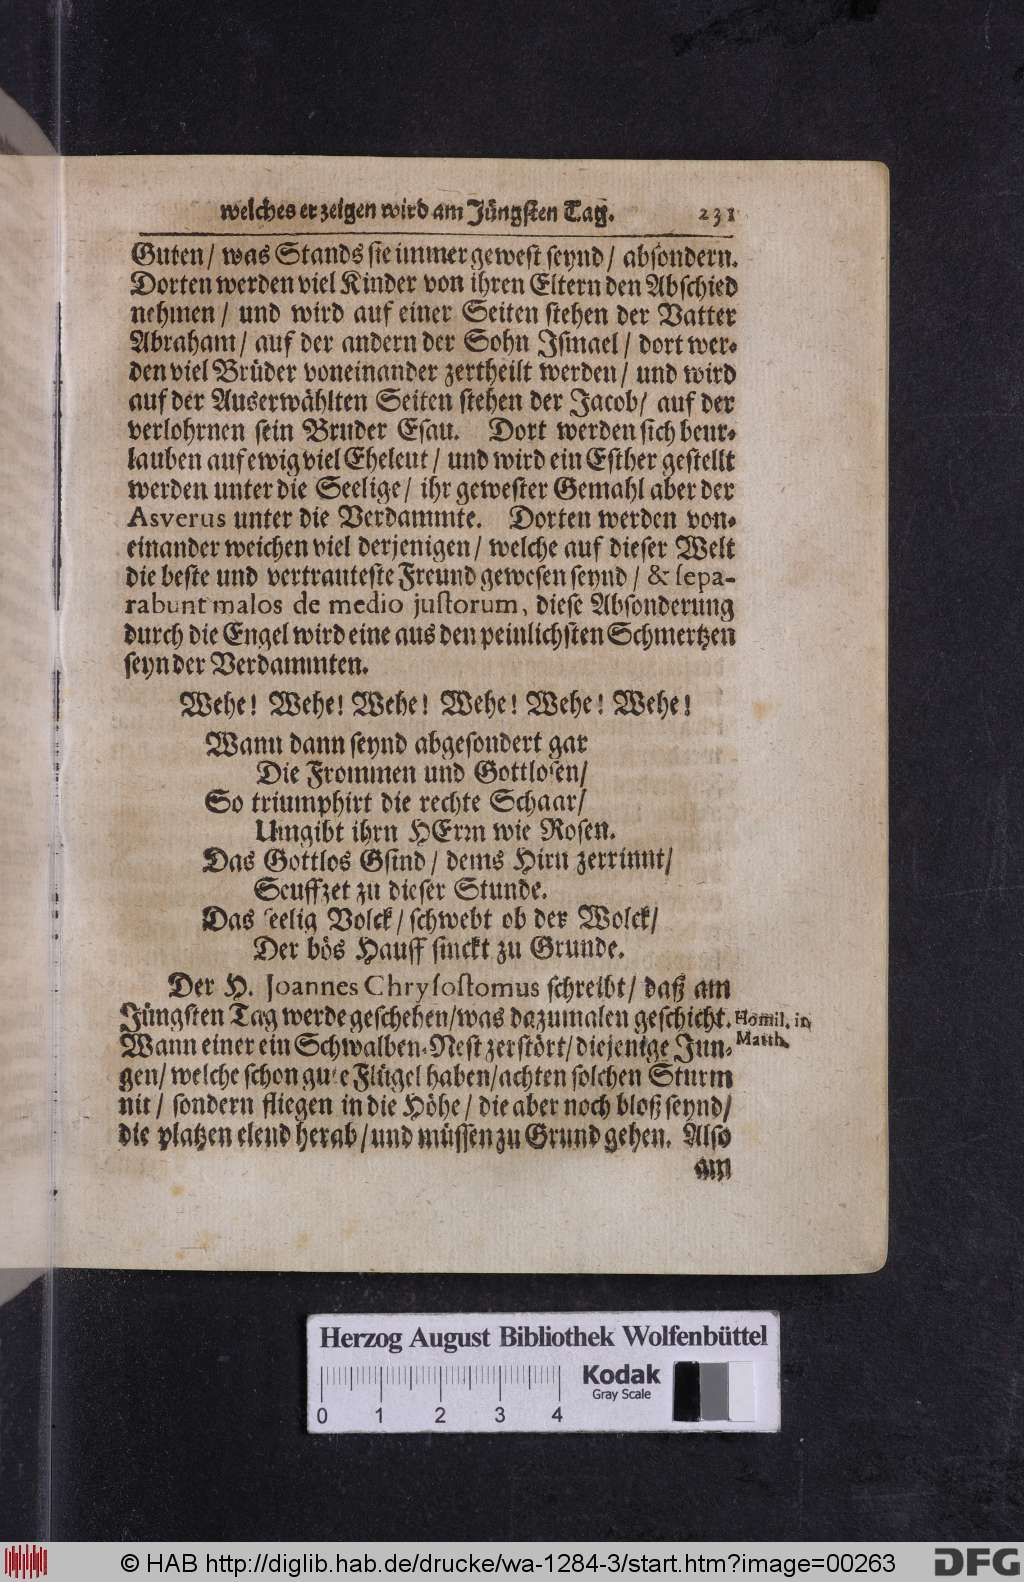 welches er zeigen wird am Jüngsten Tag. 231
Guten / was Stands sie immer gewest seynd / absondern.
Dorten werden viel Kinder von ihren Eltern den Abschied
nehmen / und wird auf einer Seiten stehen der Vatter
Abraham / auf der andern der Sohn Ismael / dort wer-
den viel Brüder voneinander zertheilt werden / und wird
auf der Auserwählten Seiten stehen der Jacob / auf der
verlohrnen sein Bruder Esau. Dort werden sich beur-
lauben auf ewig viel Eheleut / und wird ein Esther gestellt
werden unter die Seelige / ihr gewester Gemahl aber der
Asverus unter die Verdammte. Dorten werden von-
einander weichen viel derjenigen / welche auf dieser Welt
die beste und vertrauteste Freund gewesen seynd / & sepa-
rabunt malos de medio justorum, diese Absonderung
durch die Engel wird eine aus den peinlichsten Schmertzen
seyn der Verdammten.
Wehe! Wehe! Wehe! Wehe! Wehe! Wehe!
Wann dann seynd abgesondert gar
Die Frommen und Gottlosen /
So triumphirt die rechte Schaar /
Umgibt ihrn HErrn wie Rosen.
Das Gottlos Gsind / dems Hirn zerrinnt /
Seuffzet zu dieser Stunde.
Das seelig Volck / schwebt ob der Wolck /
Der bös Hauff sinckt zu Grunde.
Der H. Joannes Chrysostomus schreibt / daß am
Jüngsten Tag werde geschehen / was dazumalen geschicht.
Homil. in
Matth.
Wann einer ein Schwalben-Nest zerstört / diejenige Jun-
gen / welche schon gute Flügel haben / achten solchen Sturm
nit / sondern fliegen in die Höhe / die aber noch bloß seynd /
die platzen elend herab / und müssen zu Grund gehen. Also
am
Herzog August Bibliothek Wolfenbüttel
Kodak
Gray Scale
0 1 2 3 4
© HAB http://diglib.hab.de/drucke/wa-1284-3/start.htm?image=00263
DFG